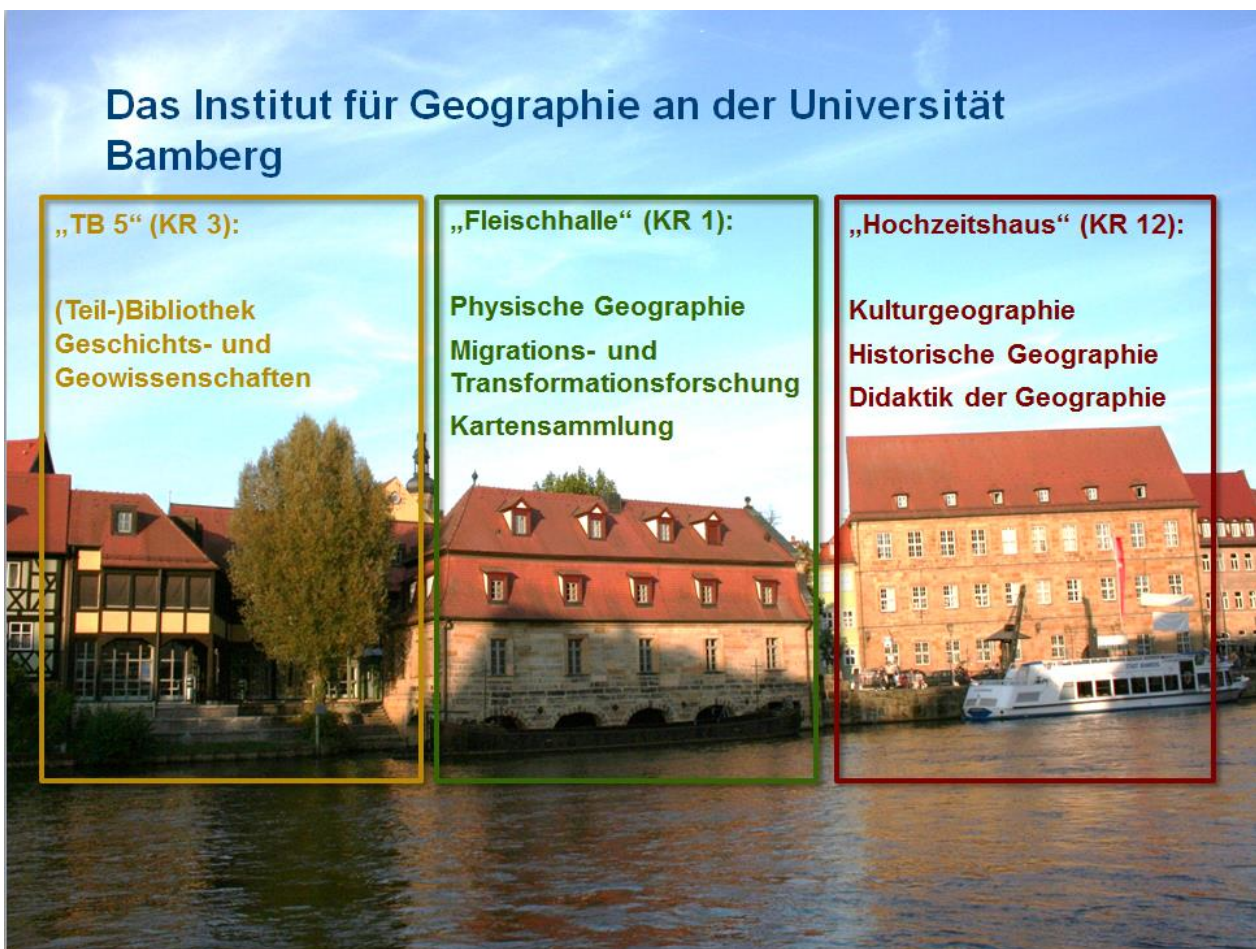 Das Institut für Geographie an der Universität
Bamberg
„TB 5“ (KR 3):
(Teil-)Bibliothek
Geschichts- und
Geowissenschaften
„Fleischhalle“ (KR 1):
Physische Geographie
Migrations- und
Transformationsforschung
Kartensammlung
„Hochzeitshaus“ (KR 12):
Kulturgeographie
Historische Geographie
Didaktik der Geographie